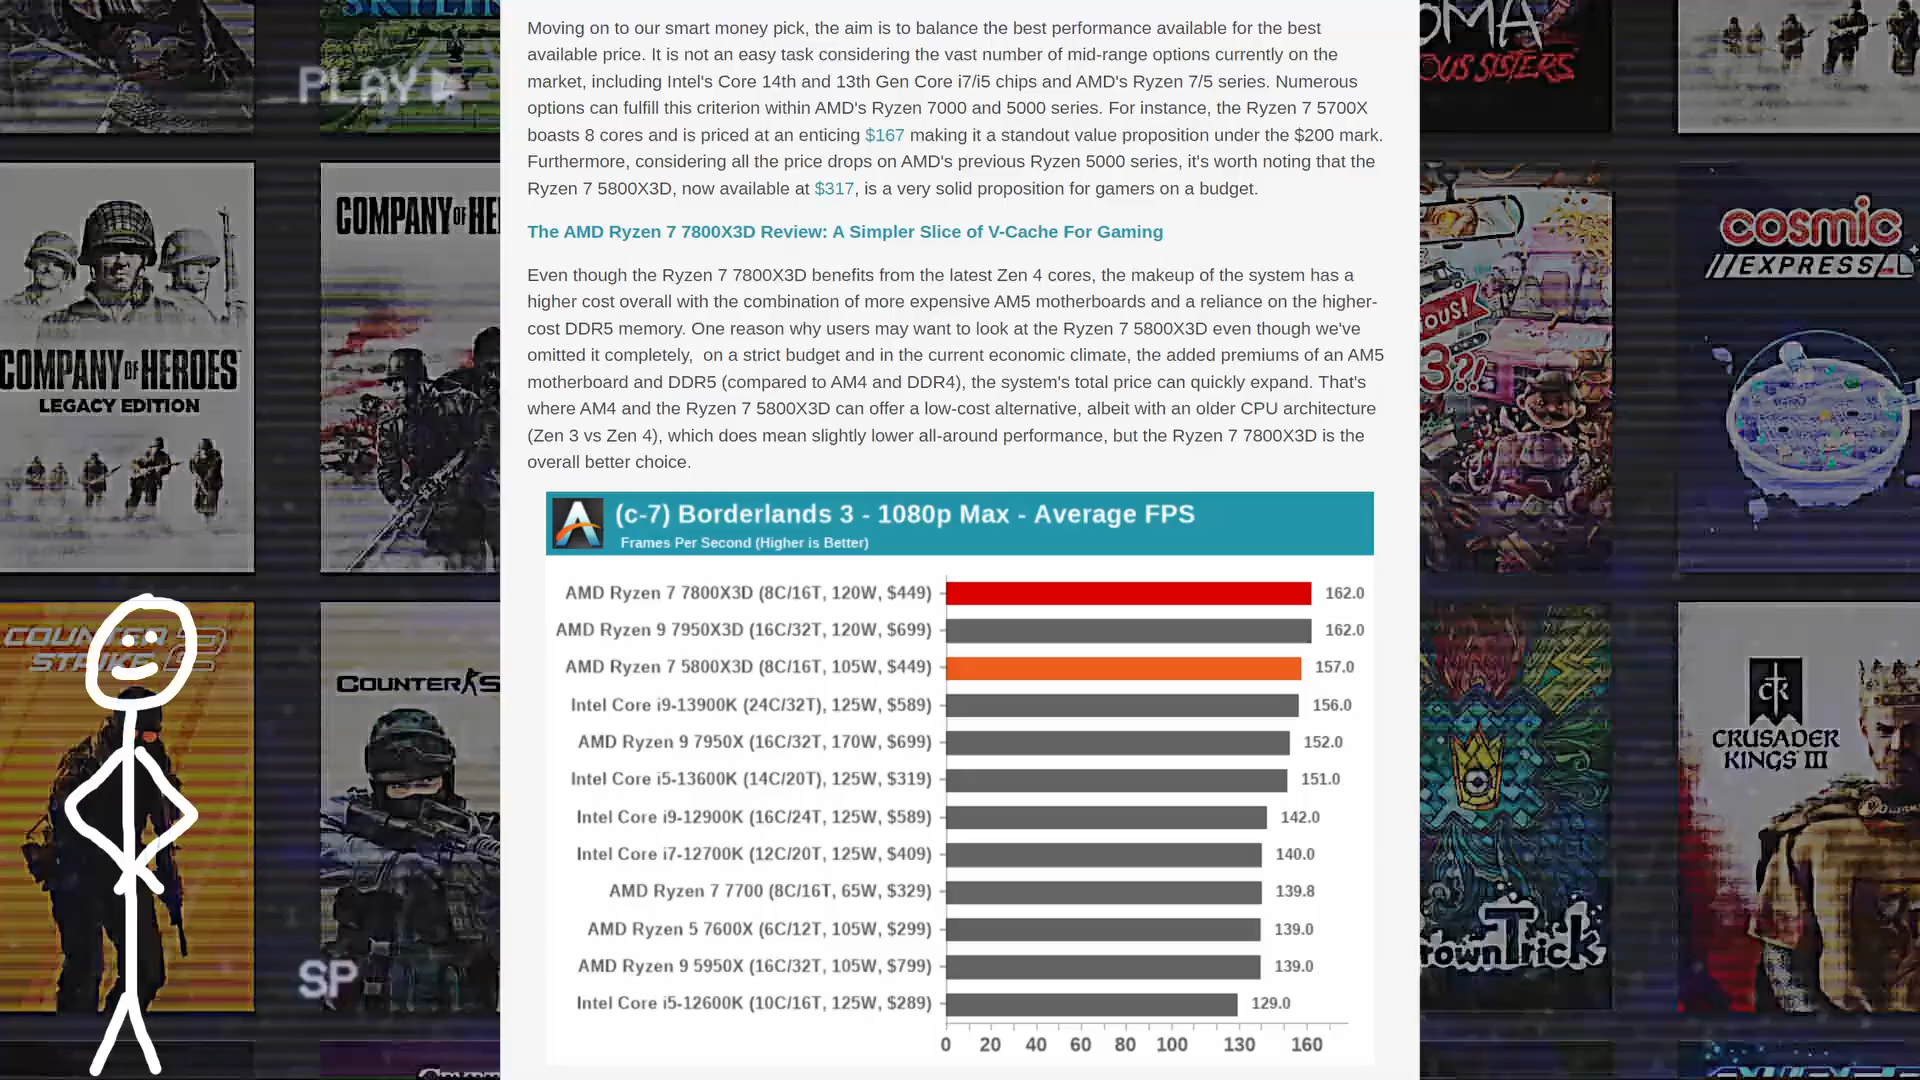 Moving on to our smart money pick, the aim is to balance the best performance available for the best
available price. It is not an easy task considering the vast number of mid-range options currently on the
market, including Intel's Core 14th and 13th Gen Core i7/i5 chips and AMD's Ryzen 7/5 series. Numerous
options can fulfill this criterion within AMD's Ryzen 7000 and 5000 series. For instance, the Ryzen 7 5700X
boasts 8 cores and is priced at an enticing $167 making it a standout value proposition under the $200 mark.
Furthermore, considering all the price drops on AMD's previous Ryzen 5000 series, it's worth noting that the
Ryzen 7 5800X3D, now available at $317, is a very solid proposition for gamers on a budget.
The AMD Ryzen 7 7800X3D Review: A Simpler Slice of V-Cache For Gaming
Even though the Ryzen 7 7800X3D benefits from the latest Zen 4 cores, the makeup of the system has a
higher cost overall with the combination of more expensive AM5 motherboards and a reliance on the higher-
cost DDR5 memory. One reason why users may want to look at the Ryzen 7 5800X3D even though we've
omitted it completely, on a strict budget and in the current economic climate, the added premiums of an AM5
motherboard and DDR5 (compared to AM4 and DDR4), the system's total price can quickly expand. That's
where AM4 and the Ryzen 7 5800X3D can offer a low-cost alternative, albeit with an older CPU architecture
(Zen 3 vs Zen 4), which does mean slightly lower all-around performance, but the Ryzen 7 7800X3D is the
overall better choice.
(c-7) Borderlands 3 - 1080p Max - Average FPS
Frames Per Second (Higher is Better)
AMD Ryzen 7 7800X3D (8C/16T, 120W, $449) 162.0
AMD Ryzen 9 7950X3D (16C/32T, 120W, $699) 162.0
AMD Ryzen 7 5800X3D (8C/16T, 105W, $449) 157.0
Intel Core i9-13900K (24C/32T), 125W, $589) 156.0
AMD Ryzen 9 7950X (16C/32T, 170W, $699) 152.0
Intel Core i5-13600K (14C/20T), 125W, $319) 151.0
Intel Core i9-12900K (16C/24T, 125W, $589) 142.0
Intel Core i7-12700K (12C/20T, 125W, $409) 140.0
AMD Ryzen 7 7700 (8C/16T, 65W, $329) 139.8
AMD Ryzen 5 7600X (6C/12T, 105W, $299) 139.0
AMD Ryzen 9 5950X (16C/32T, 105W, $799) 139.0
Intel Core i5-12600K (10C/16T, 125W, $289) 129.0
0 20 40 60 80 100 130 160
PLAY
COMPANY OF HEROES
LEGACY EDITION
COMPANY OF HE
COUNTER
STRIKE 2
COUNTER S
SP
OMA
OUS SISTERS
COSMIC
EXPRESS
OUS!
3?!
CK
CRUSADER
KINGS III
rownTrick